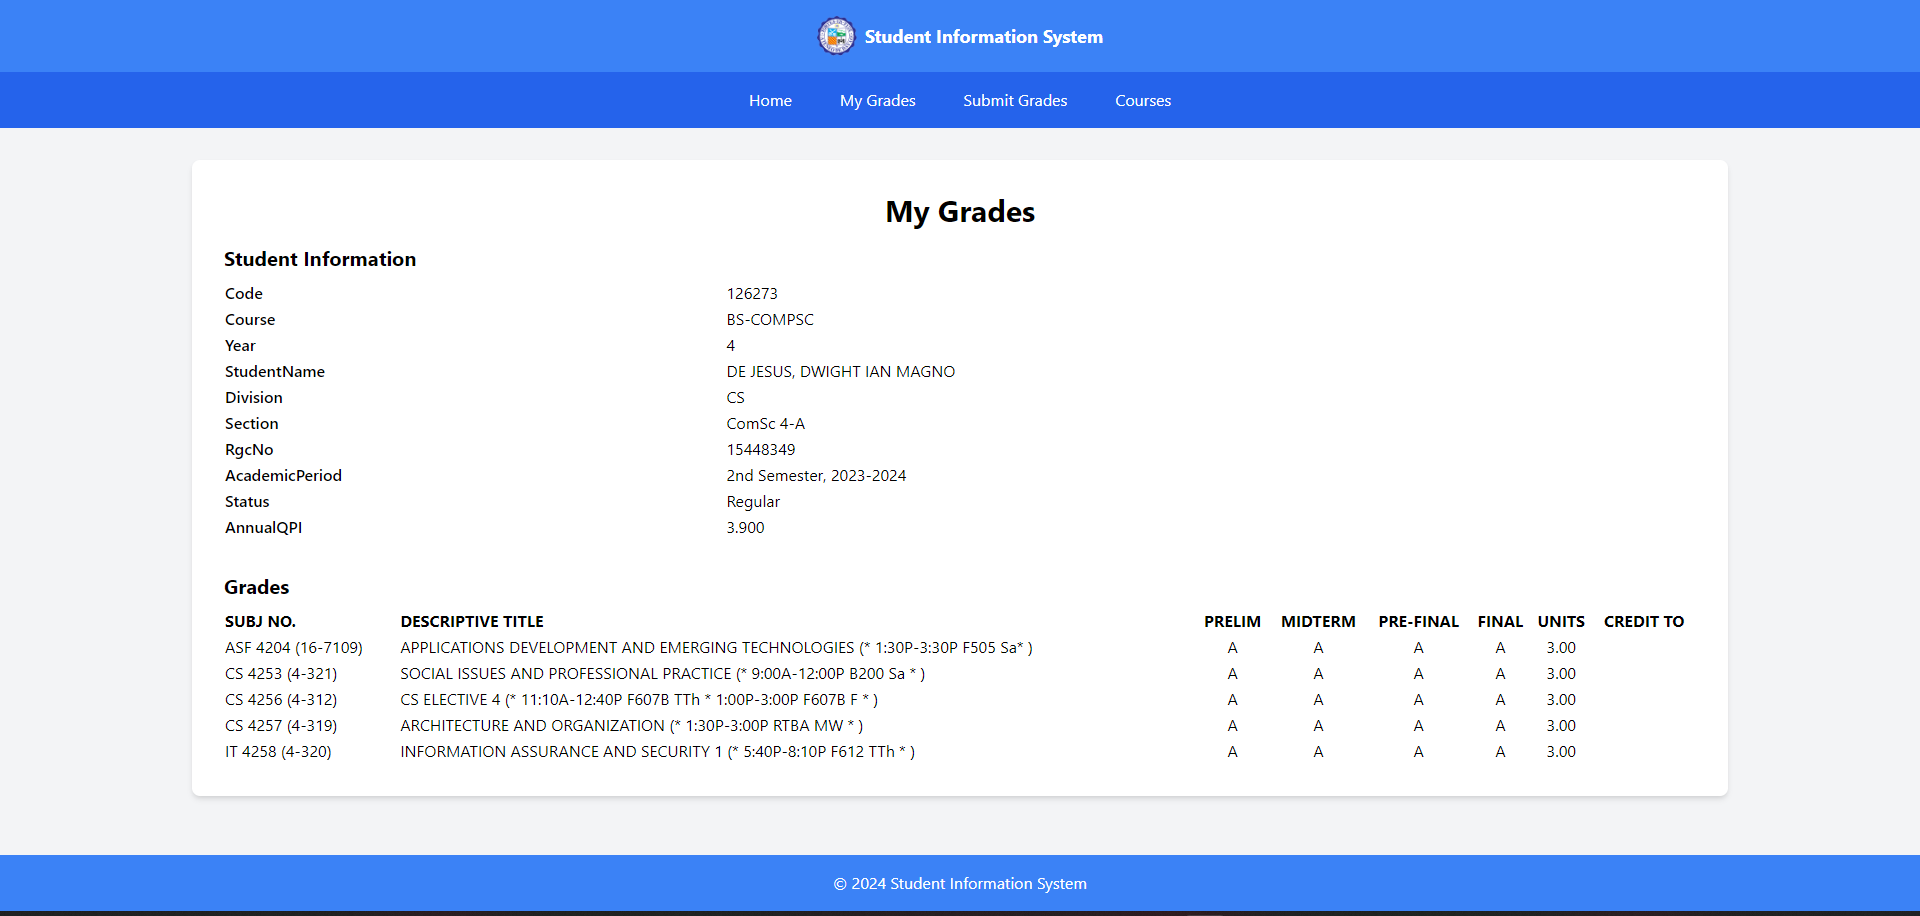 Student Information System
Home My Grades Submit Grades Courses
My Grades
Student Information
Code 126273
Course BS-COMPSC
Year 4
StudentName DE JESUS, DWIGHT IAN MAGNO
Division CS
Section ComSc 4-A
RgcNo 15448349
AcademicPeriod 2nd Semester, 2023-2024
Status Regular
AnnualQPI 3.900
Grades
SUBJ NO. DESCRIPTIVE TITLE PRELIM MIDTERM PRE-FINAL FINAL UNITS CREDIT TO
ASF 4204 (16-7109) APPLICATIONS DEVELOPMENT AND EMERGING TECHNOLOGIES (* 1:30P-3:30P F505 Sa* ) A A A A 3.00
CS 4253 (4-321) SOCIAL ISSUES AND PROFESSIONAL PRACTICE (* 9:00A-12:00P B200 Sa * ) A A A A 3.00
CS 4256 (4-312) CS ELECTIVE 4 (* 11:10A-12:40P F607B TTh * 1:00P-3:00P F607B F * ) A A A A 3.00
CS 4257 (4-319) ARCHITECTURE AND ORGANIZATION (* 1:30P-3:00P RTBA MW * ) A A A A 3.00
IT 4258 (4-320) INFORMATION ASSURANCE AND SECURITY 1 (* 5:40P-8:10P F612 TTh * ) A A A A 3.00
© 2024 Student Information System